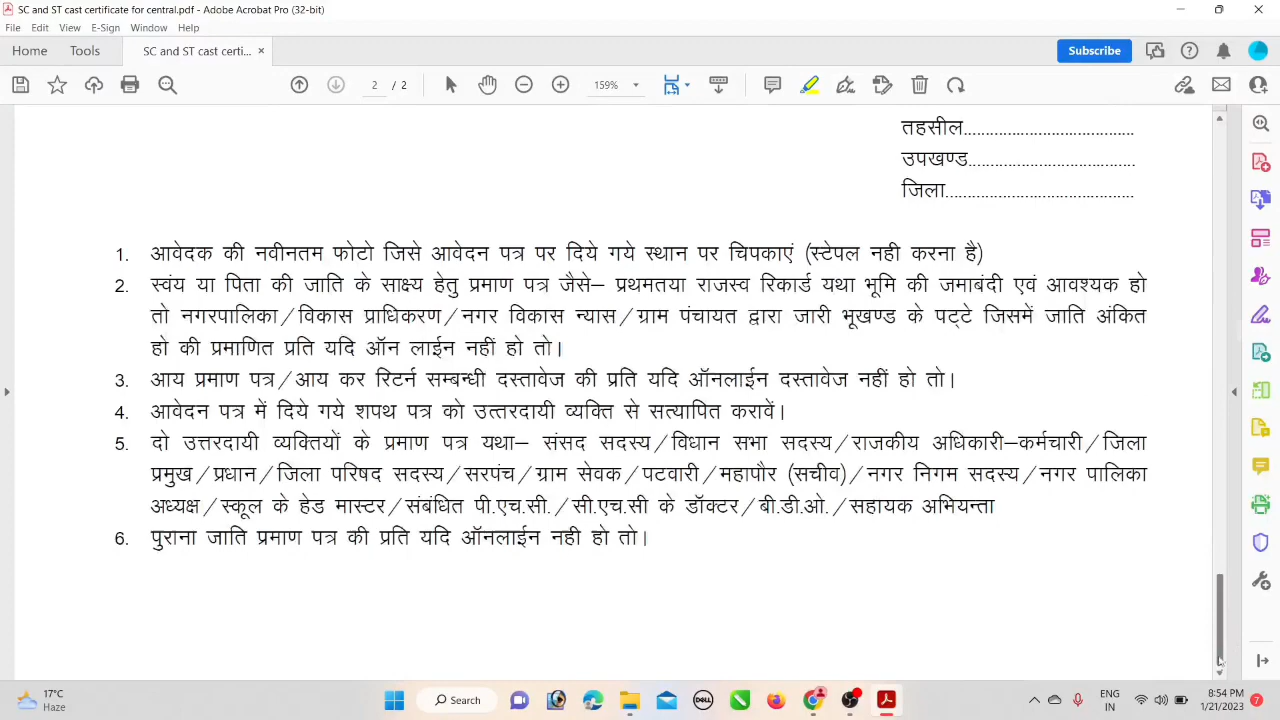 SC and ST cast certificate for central.pdf - Adobe Acrobat Pro (32-bit)
File Edit View E-Sign Window Help
Home Tools SC and ST cast certi... × Subscribe
2 / 2 159%
तहसील......................................
उपखण्ड.....................................
जिला.........................................
1. आवेदक की नवीनतम फोटो जिसे आवेदन पत्र पर दिये गये स्थान पर चिपकाएं (स्टेपल नही करना है)
2. स्वंय या पिता की जाति के साक्ष्य हेतु प्रमाण पत्र जैसे– प्रथमतया राजस्व रिकार्ड यथा भूमि की जमाबंदी एवं आवश्यक हो
तो नगरपालिका/विकास प्राधिकरण/नगर विकास न्यास/ग्राम पंचायत द्वारा जारी भूखण्ड के पट्टे जिसमें जाति अंकित
हो की प्रमाणित प्रति यदि ऑन लाईन नहीं हो तो।
3. आय प्रमाण पत्र/आय कर रिटर्न सम्बन्धी दस्तावेज की प्रति यदि ऑनलाईन दस्तावेज नहीं हो तो।
4. आवेदन पत्र में दिये गये शपथ पत्र को उत्तरदायी व्यक्ति से सत्यापित करावें।
5. दो उत्तरदायी व्यक्तियों के प्रमाण पत्र यथा– संसद सदस्य/विधान सभा सदस्य/राजकीय अधिकारी–कर्मचारी/जिला
प्रमुख/प्रधान/जिला परिषद सदस्य/सरपंच/ग्राम सेवक/पटवारी/महापौर (सचीव)/नगर निगम सदस्य/नगर पालिका
अध्यक्ष/स्कूल के हेड मास्टर/संबंधित पी.एच.सी./सी.एच.सी के डॉक्टर/बी.डी.ओ./सहायक अभियन्ता
6. पुराना जाति प्रमाण पत्र की प्रति यदि ऑनलाईन नही हो तो।
17°C
Haze
Search
DELL
ENG
IN
8:54 PM
1/21/2023
7